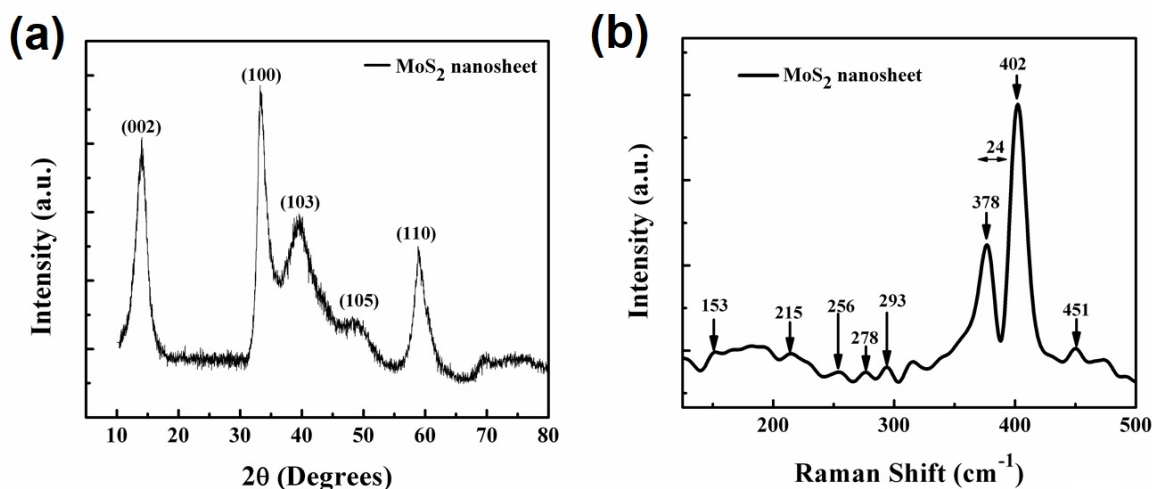 (a)
MoS2 nanosheet
(002)
(100)
(103)
(105)
(110)
Intensity (a.u.)
10 20 30 40 50 60 70 80
2θ (Degrees)
(b)
MoS2 nanosheet
402
24
378
153
215
256
278
293
451
Intensity (a.u.)
200 300 400 500
Raman Shift (cm-1)